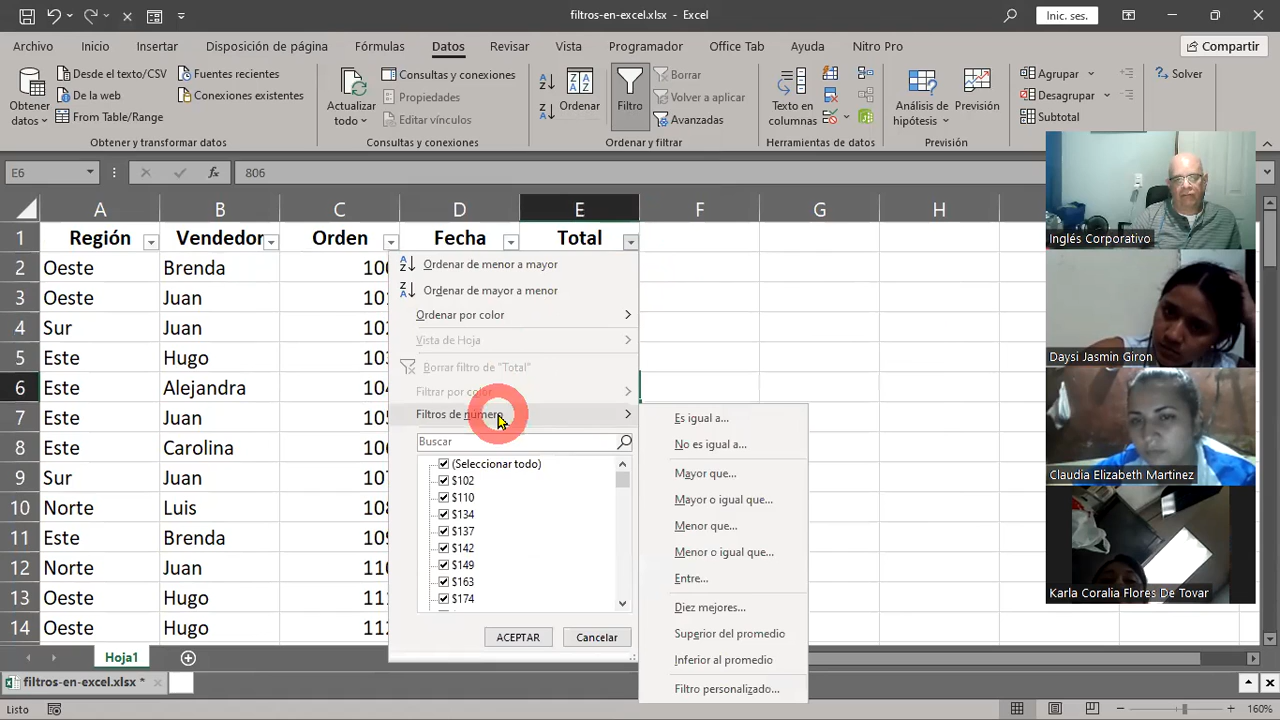 filtros-en-excel.xlsx - Excel
Inic. ses.
Archivo Inicio Insertar Disposición de página Fórmulas Datos Revisar Vista Programador Office Tab Ayuda Nitro Pro Compartir
Obtener datos
Desde el texto/CSV
De la web
From Table/Range
Fuentes recientes
Conexiones existentes
Obtener y transformar datos
Actualizar todo
Consultas y conexiones
Propiedades
Editar vínculos
Consultas y conexiones
Ordenar
Filtro
Borrar
Volver a aplicar
Avanzadas
Ordenar y filtrar
Texto en columnas
Herramientas de datos
Análisis de hipótesis
Previsión
Previsión
Agrupar
Desagrupar
Subtotal
Solver
E6 fx 806
A B C D E F G H
1 Región Vendedor Orden Fecha Total
2 Oeste Brenda
3 Oeste Juan
4 Sur Juan
5 Este Hugo
6 Este Alejandra
7 Este Juan
8 Este Carolina
9 Sur Juan
10 Norte Luis
11 Este Brenda
12 Norte Juan
13 Oeste Hugo
14 Oeste Hugo
Ordenar de menor a mayor
Ordenar de mayor a menor
Ordenar por color
Vista de Hoja
Borrar filtro de "Total"
Filtrar por color
Filtros de número
Buscar
(Seleccionar todo)
$102
$110
$134
$137
$142
$149
$163
$174
ACEPTAR Cancelar
Es igual a...
No es igual a...
Mayor que...
Mayor o igual que...
Menor que...
Menor o igual que...
Entre...
Diez mejores...
Superior del promedio
Inferior al promedio
Filtro personalizado...
Inglés Corporativo
Daysi Jasmin Giron
Claudia Elizabeth Martinez
Karla Coralia Flores De Tovar
Hoja1
filtros-en-excel.xlsx *
Listo
160%